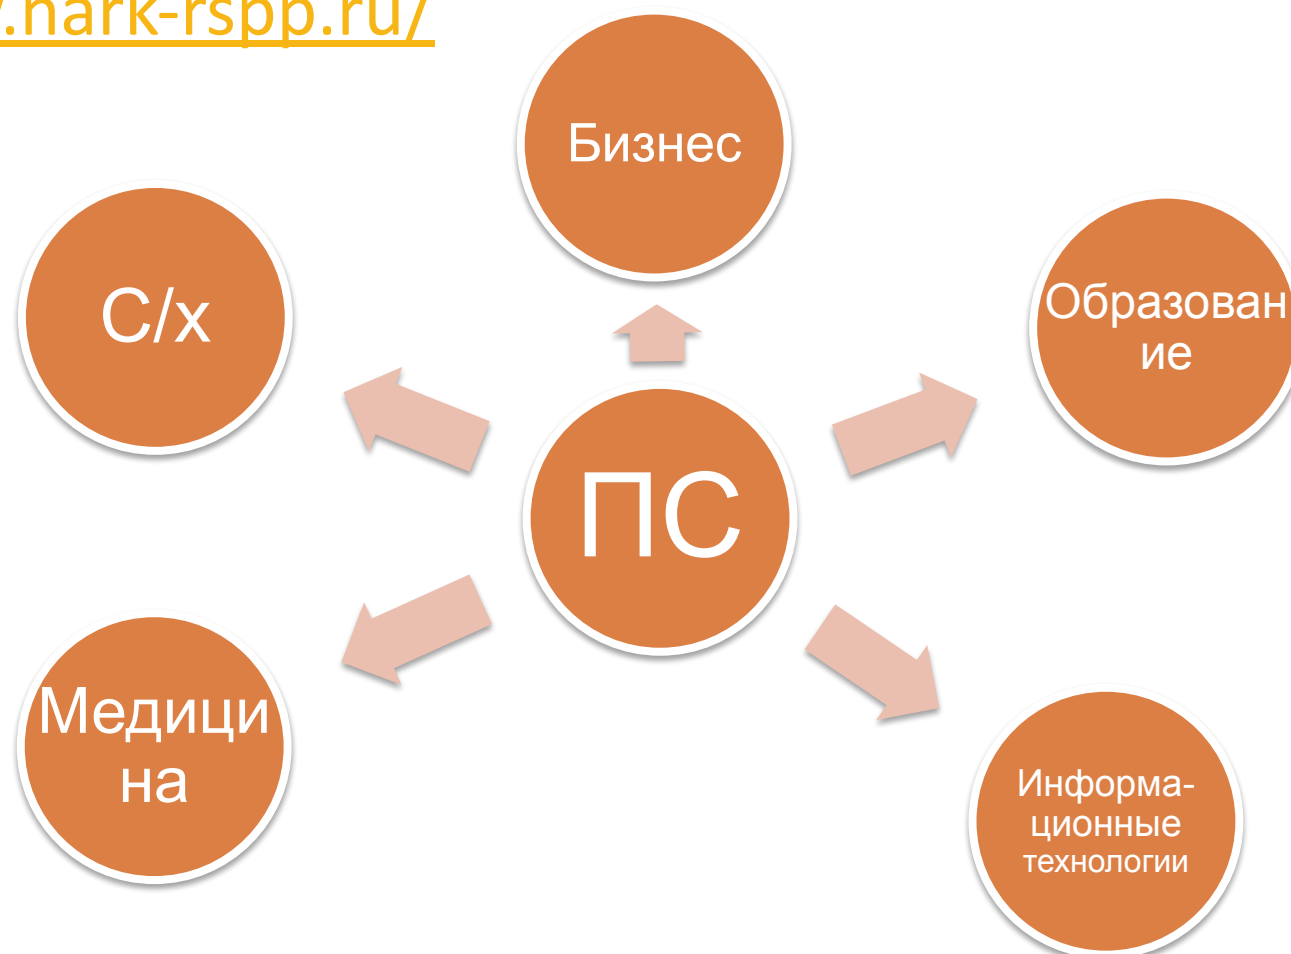 .nark-rspp.ru/
Бизнес
С/х
Образован
ие
ПС
Медици
на
Информа-
ционные
технологии